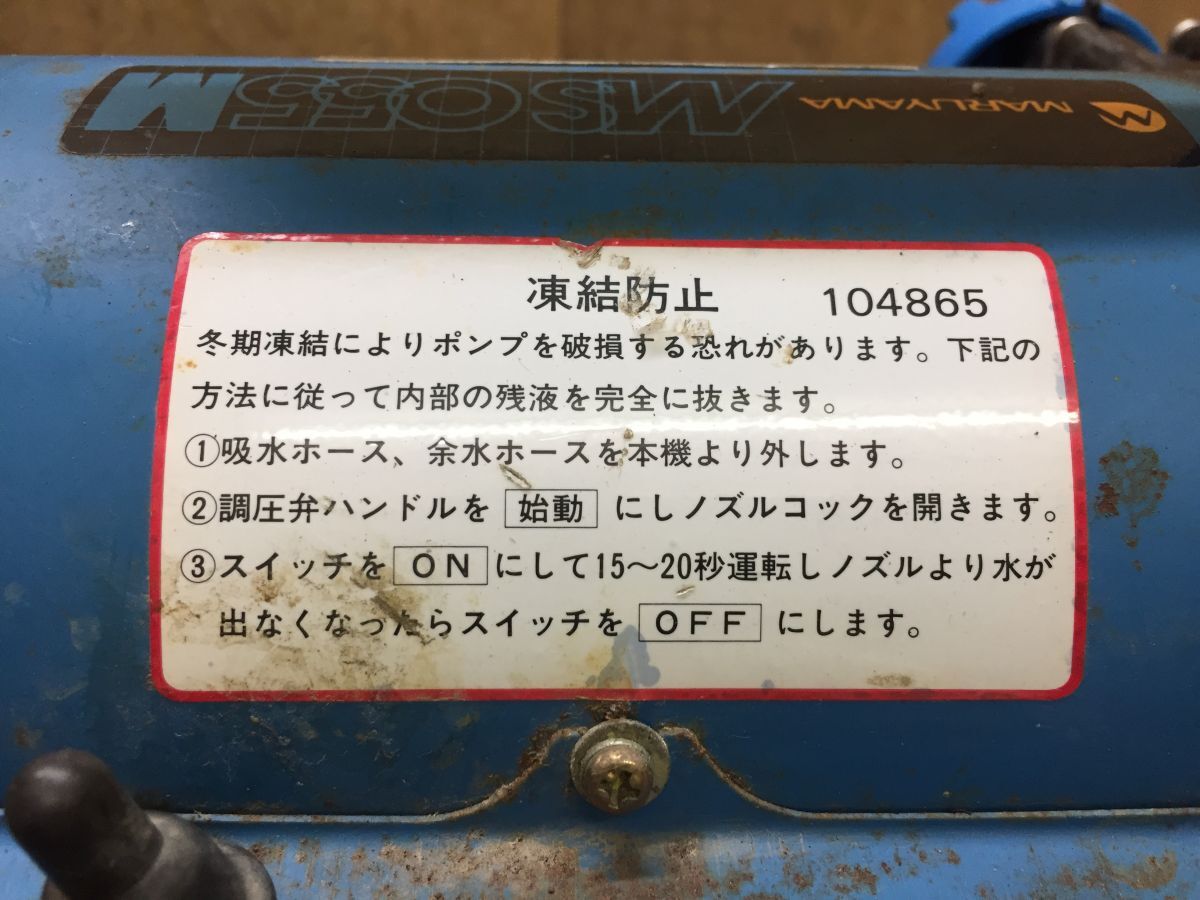 MARUYAMA
MS055M
凍結防止 104865
冬期凍結によりポンプを破損する恐れがあります。下記の
方法に従って内部の残液を完全に抜きます。
①吸水ホース、余水ホースを本機より外します。
②調圧弁ハンドルを 始動 にしノズルコックを開きます。
③スイッチを ON にして15〜20秒運転しノズルより水が
出なくなったらスイッチを OFF にします。